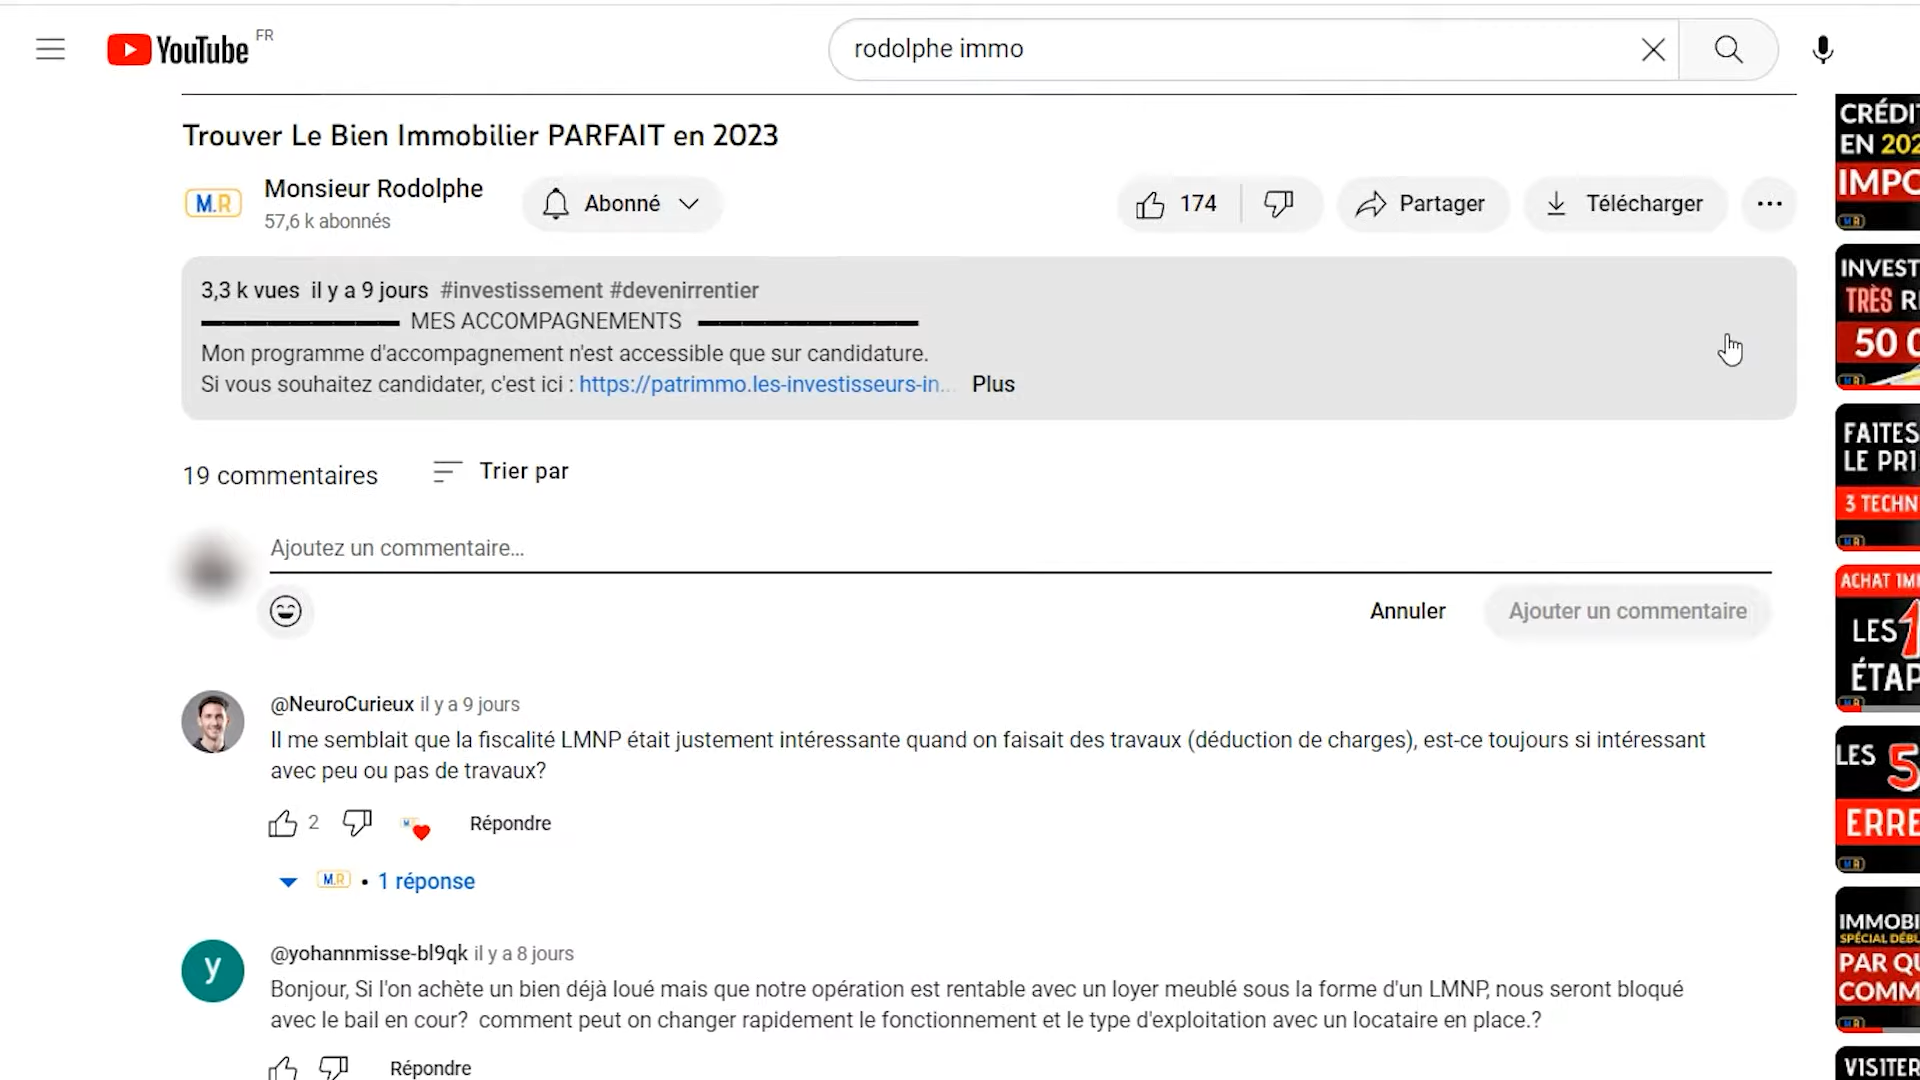 YouTube FR
rodolphe immo
Trouver Le Bien Immobilier PARFAIT en 2023
M.R
Monsieur Rodolphe
57,6 k abonnés
Abonné
174
Partager
Télécharger
3,3 k vues il y a 9 jours #investissement #devenirrentier
MES ACCOMPAGNEMENTS
Mon programme d'accompagnement n'est accessible que sur candidature.
Si vous souhaitez candidater, c'est ici : https://patrimmo.les-investisseurs-in... Plus
19 commentaires
Trier par
Ajoutez un commentaire...
Annuler
Ajouter un commentaire
@NeuroCurieux il y a 9 jours
Il me semblait que la fiscalité LMNP était justement intéressante quand on faisait des travaux (déduction de charges), est-ce toujours si intéressant
avec peu ou pas de travaux?
2
Répondre
M.R • 1 réponse
y
@yohannmisse-bl9qk il y a 8 jours
Bonjour, Si l'on achète un bien déjà loué mais que notre opération est rentable avec un loyer meublé sous la forme d'un LMNP, nous seront bloqué
avec le bail en cour? comment peut on changer rapidement le fonctionnement et le type d'exploitation avec un locataire en place.?
Répondre
CRÉDI
EN 202
IMPO
INVEST
TRÈS R
50 0
FAITES
LE PRI
3 TECHN
ACHAT IM
LES 1
ÉTAP
LES 5
ERRE
IMMOBI
SPÉCIAL DÉBU
PAR QU
COMM
VISITER